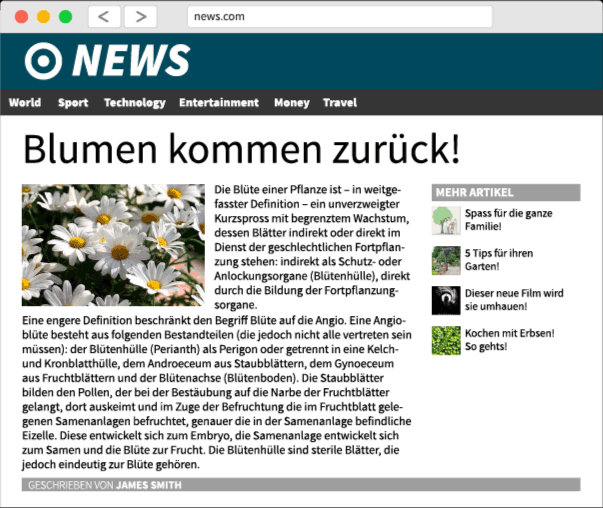 news.com
NEWS
World Sport Technology Entertainment Money Travel
Blumen kommen zurück!
Die Blüte einer Pflanze ist – in weitge-
fasster Definition – ein unverzweigter
Kurzspross mit begrenztem Wachstum,
dessen Blätter indirekt oder direkt im
Dienst der geschlechtlichen Fortpflan-
zung stehen: indirekt als Schutz- oder
Anlockungsorgane (Blütenhülle), direkt
durch die Bildung der Fortpflanzung-
sorgane.
Eine engere Definition beschränkt den Begriff Blüte auf die Angio. Eine Angio-
blüte besteht aus folgenden Bestandteilen (die jedoch nicht alle vertreten sein
müssen): der Blütenhülle (Perianth) als Perigon oder getrennt in eine Kelch-
und Kronblatthülle, dem Androeceum aus Staubblättern, dem Gynoeceum
aus Fruchtblättern und der Blütenachse (Blütenboden). Die Staubblätter
bilden den Pollen, der bei der Bestäubung auf die Narbe der Fruchtblätter
gelangt, dort auskeimt und im Zuge der Befruchtung die im Fruchtblatt gele-
genen Samenanlagen befruchtet, genauer die in der Samenanlage befindliche
Eizelle. Diese entwickelt sich zum Embryo, die Samenanlage entwickelt sich
zum Samen und die Blüte zur Frucht. Die Blütenhülle sind sterile Blätter, die
jedoch eindeutig zur Blüte gehören.
GESCHRIEBEN VON JAMES SMITH
MEHR ARTIKEL
Spass für die ganze
Familie!
5 Tips für ihren
Garten!
Dieser neue Film wird
sie umhauen!
Kochen mit Erbsen!
So gehts!